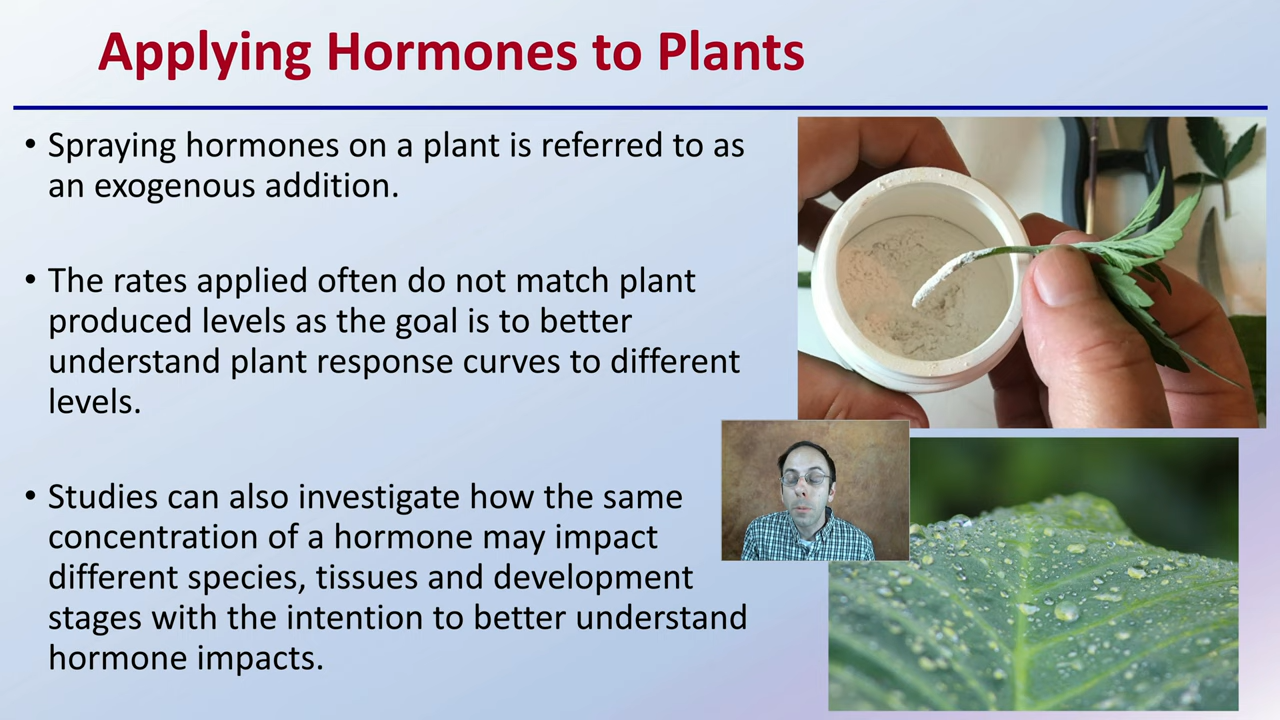 Applying Hormones to Plants
• Spraying hormones on a plant is referred to as
an exogenous addition.
• The rates applied often do not match plant
produced levels as the goal is to better
understand plant response curves to different
levels.
• Studies can also investigate how the same
concentration of a hormone may impact
different species, tissues and development
stages with the intention to better understand
hormone impacts.